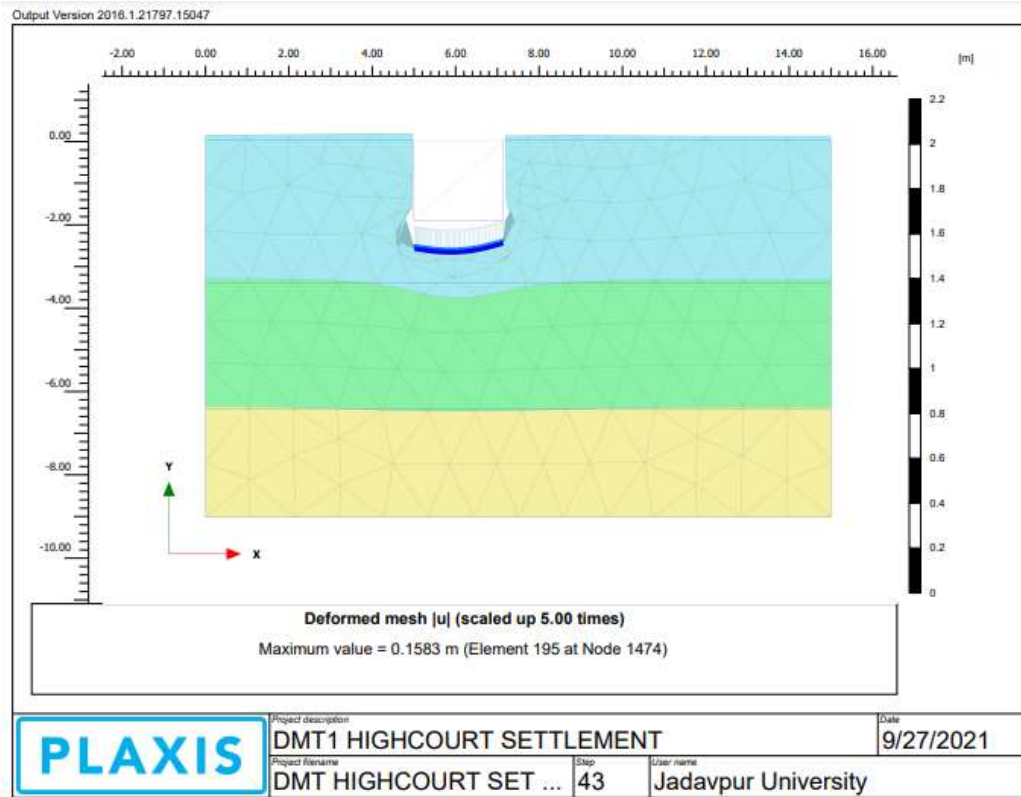 Output Version 2016.1.21797.15047
-2.00 0.00 2.00 4.00 6.00 8.00 10.00 12.00 14.00 16.00
[m]
0.00
-2.00
-4.00
-6.00
-8.00
-10.00
2.2
2
1.8
1.6
1.4
1.2
1
0.8
0.6
0.4
0.2
0
Y
X
Deformed mesh |u| (scaled up 5.00 times)
Maximum value = 0.1583 m (Element 195 at Node 1474)
PLAXIS
Project description
DMT1 HIGHCOURT SETTLEMENT
Date
9/27/2021
Project filename
DMT HIGHCOURT SET ...
Step
43
User name
Jadavpur University